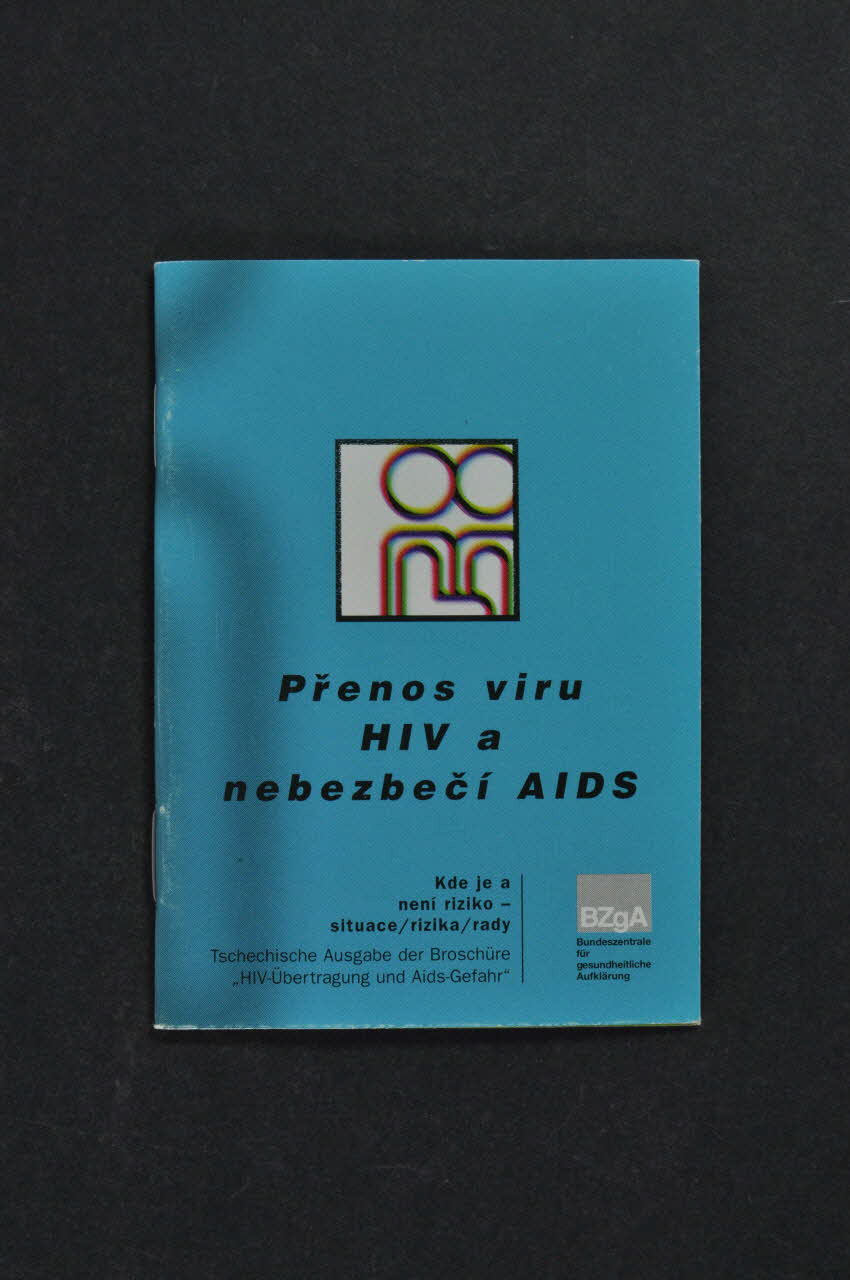 Přenos viru
HIV a
nebezbečí AIDS
Kde je a
není riziko –
situace/rizika/rady
Tschechische Ausgabe der Broschüre
„HIV-Übertragung und Aids-Gefahr“
BZgA
Bundeszentrale
für
gesundheitliche
Aufklärung